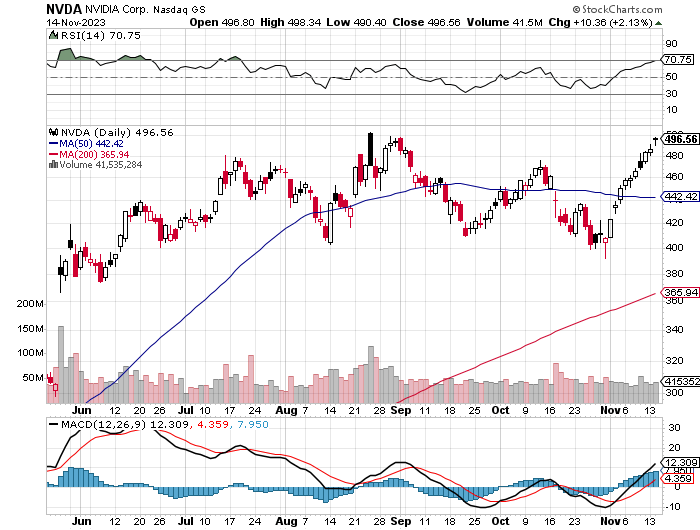 NVDA NVIDIA Corp. Nasdaq GS © StockCharts.com
14-Nov-2023 Open 496.80 High 498.34 Low 490.40 Close 496.56 Volume 41.5M Chg +10.36 (+2.13%)
RSI(14) 70.75
90
70.75
50
30
10
NVDA (Daily) 496.56
MA(50) 442.42
MA(200) 365.94
Volume 41,535,284
496.56
480
460
442.42
420
400
380
365.94
360
340
320
300
200M
150M
100M
50M
415352
Jun 12 20 26 Jul 10 17 24 Aug 7 14 21 28 Sep 11 18 25 Oct 9 16 23 Nov 6 13
MACD(12,26,9) 12.309, 4.359, 7.950
30
20
12.309
7.950
4.359
0
-10
Jun 12 20 26 Jul 10 17 24 Aug 7 14 21 28 Sep 11 18 25 Oct 9 16 23 Nov 6 13